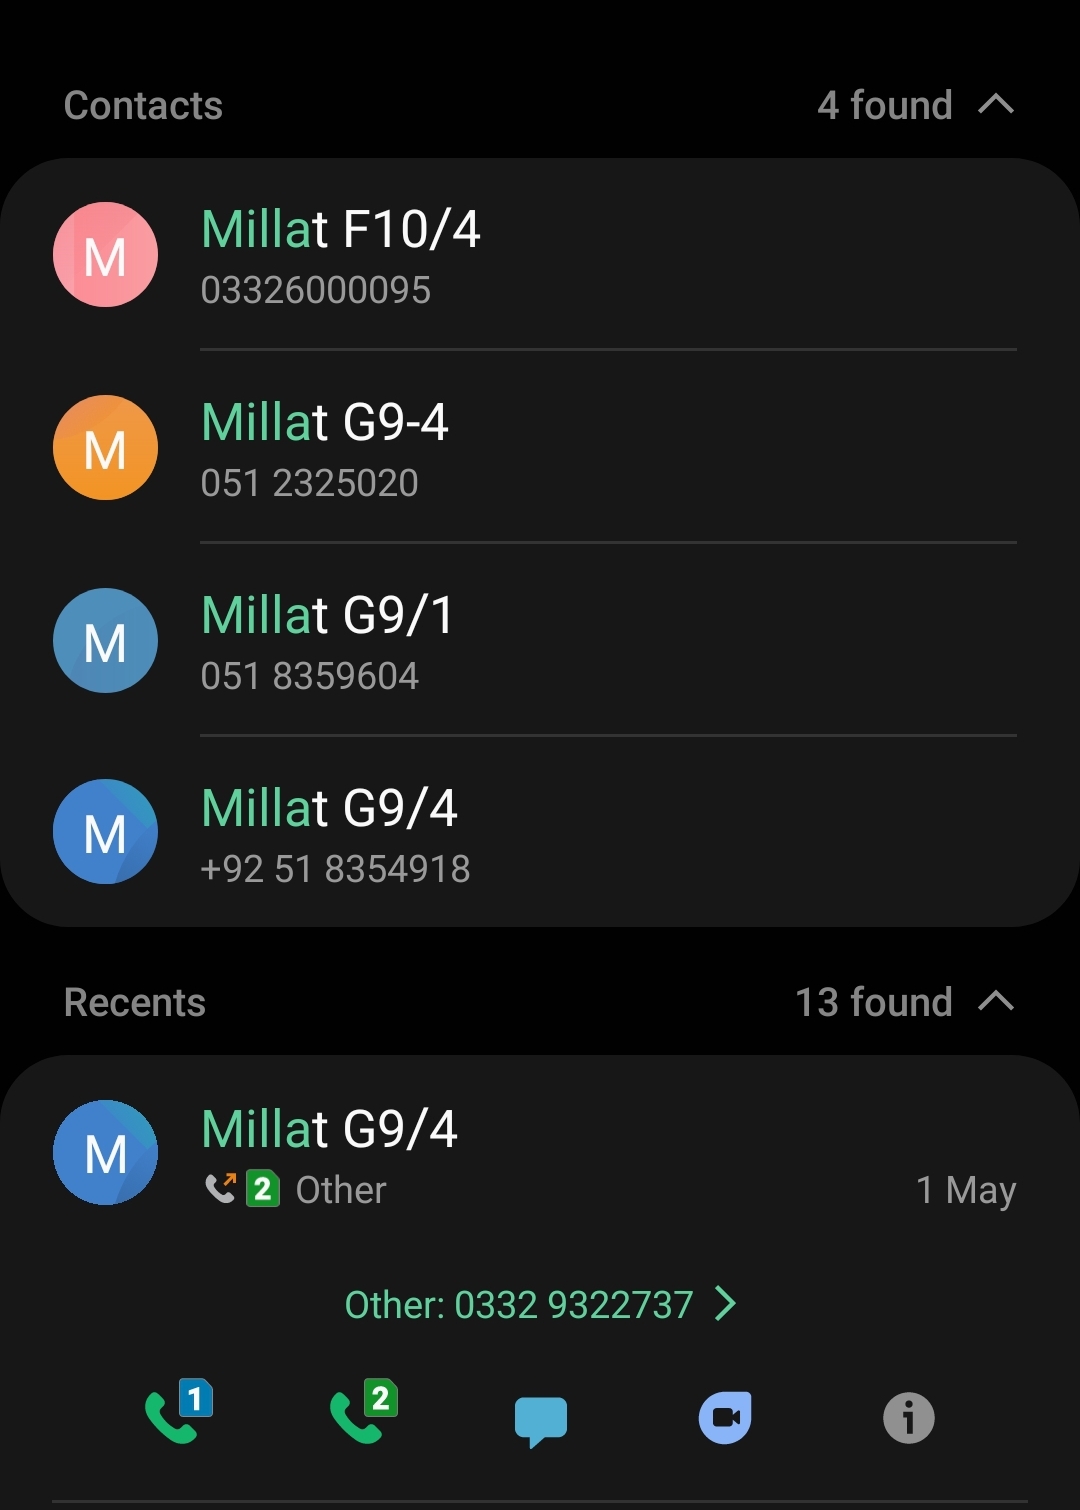 Contacts
4 found
M
Millat F10/4
03326000095
M
Millat G9-4
051 2325020
M
Millat G9/1
051 8359604
M
Millat G9/4
+92 51 8354918
Recents
13 found
M
Millat G9/4
2 Other
1 May
Other: 0332 9322737
1
2